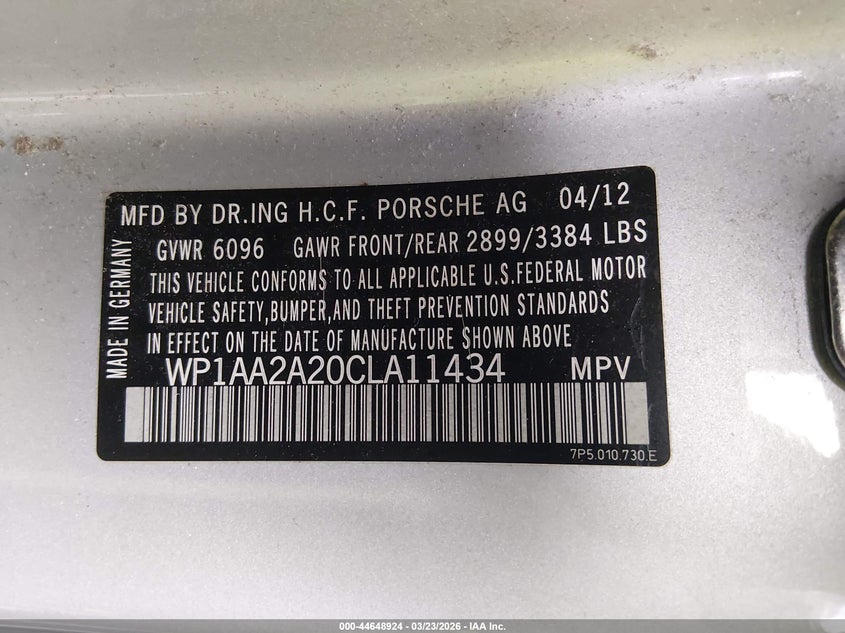 MFD BY DR.ING H.C.F. PORSCHE AG 04/12
GVWR 6096 GAWR FRONT/REAR 2899/3384 LBS
THIS VEHICLE CONFORMS TO ALL APPLICABLE U.S.FEDERAL MOTOR
VEHICLE SAFETY,BUMPER,AND THEFT PREVENTION STANDARDS
IN EFFECT ON THE DATE OF MANUFACTURE SHOWN ABOVE
WP1AA2A20CLA11434 MPV
7P5.010.730.E
MADE IN GERMANY
000-44648924 - 03/23/2026 - IAA Inc.